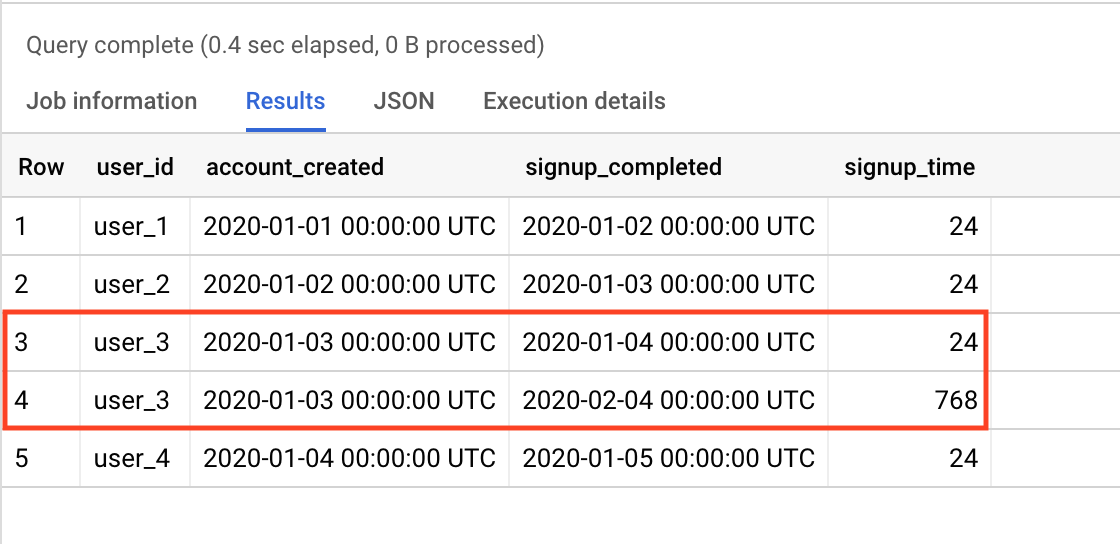 Query complete (0.4 sec elapsed, 0 B processed)
Job information Results JSON Execution details
Row user_id account_created signup_completed signup_time
1 user_1 2020-01-01 00:00:00 UTC 2020-01-02 00:00:00 UTC 24
2 user_2 2020-01-02 00:00:00 UTC 2020-01-03 00:00:00 UTC 24
3 user_3 2020-01-03 00:00:00 UTC 2020-01-04 00:00:00 UTC 24
4 user_3 2020-01-03 00:00:00 UTC 2020-02-04 00:00:00 UTC 768
5 user_4 2020-01-04 00:00:00 UTC 2020-01-05 00:00:00 UTC 24